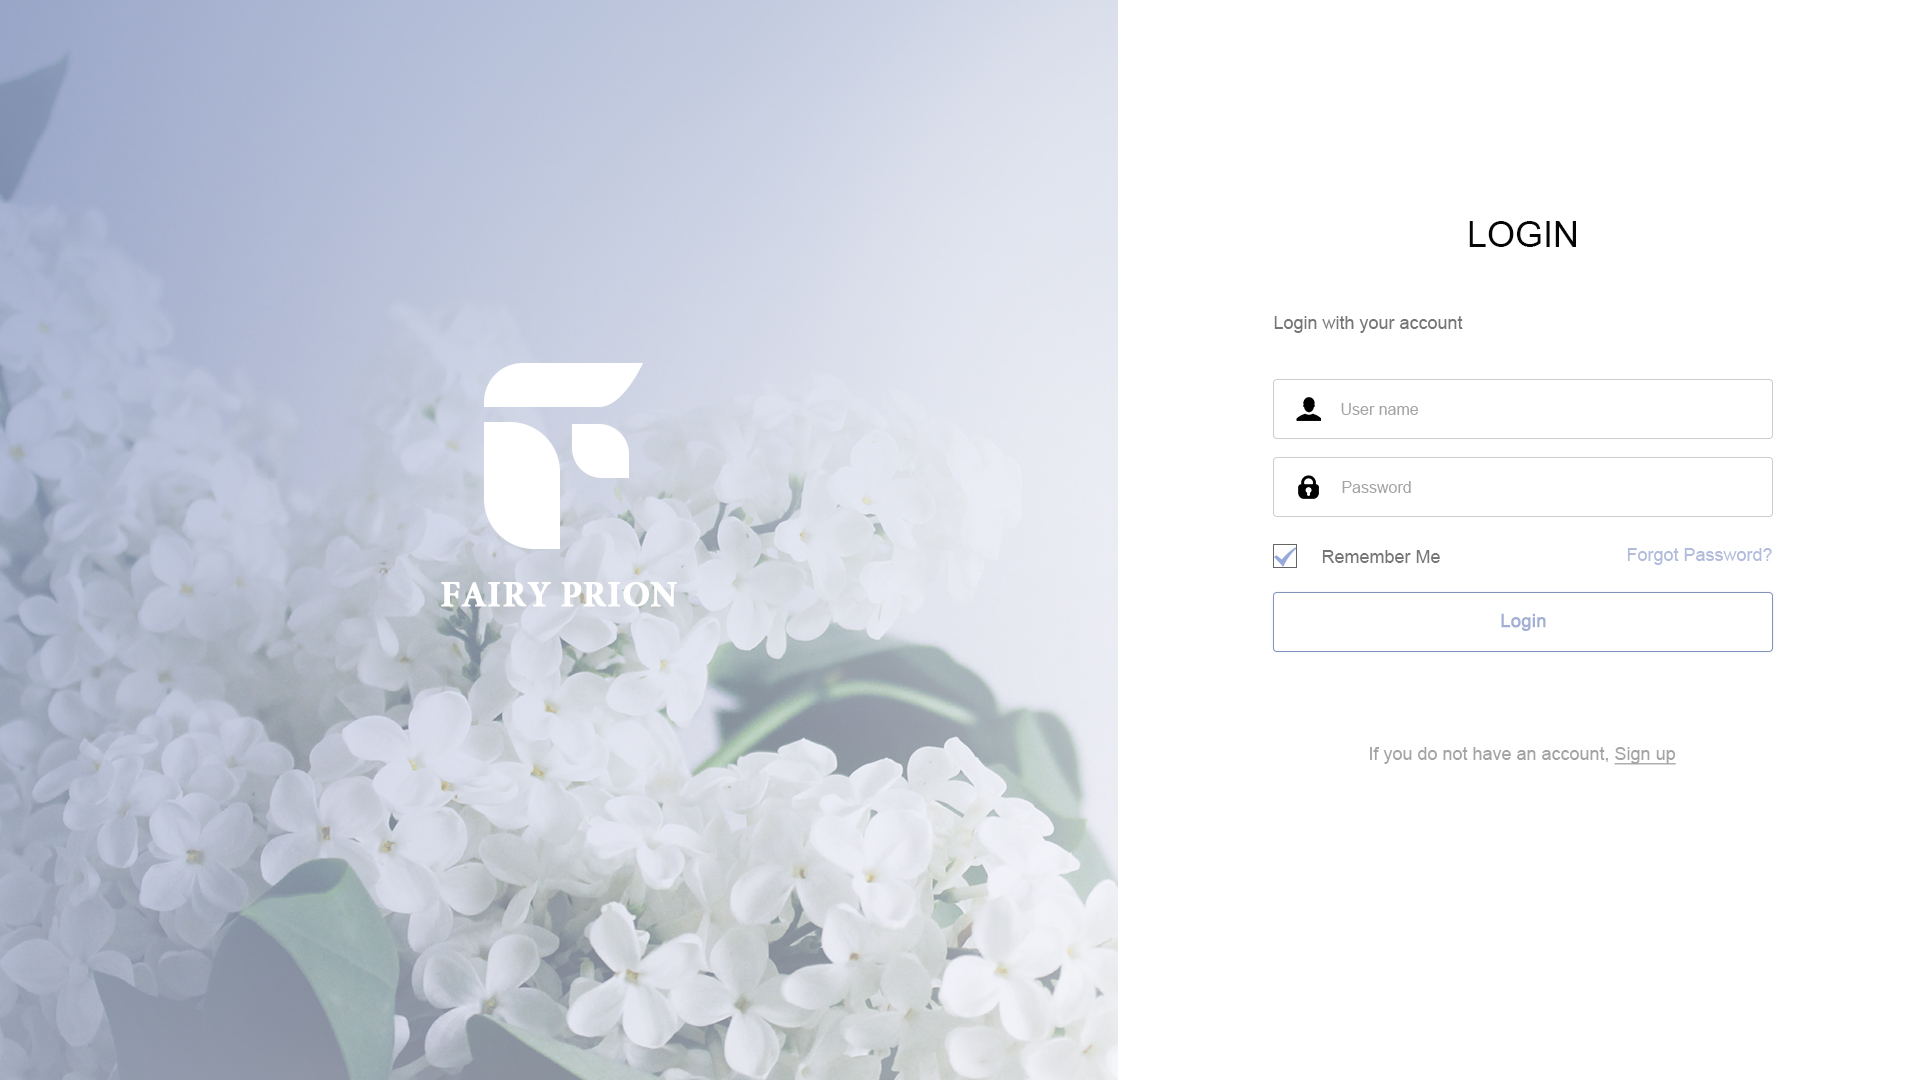 FAIRY PRION
LOGIN
Login with your account
User name
Password
Remember Me
Forgot Password?
Login
If you do not have an account, Sign up